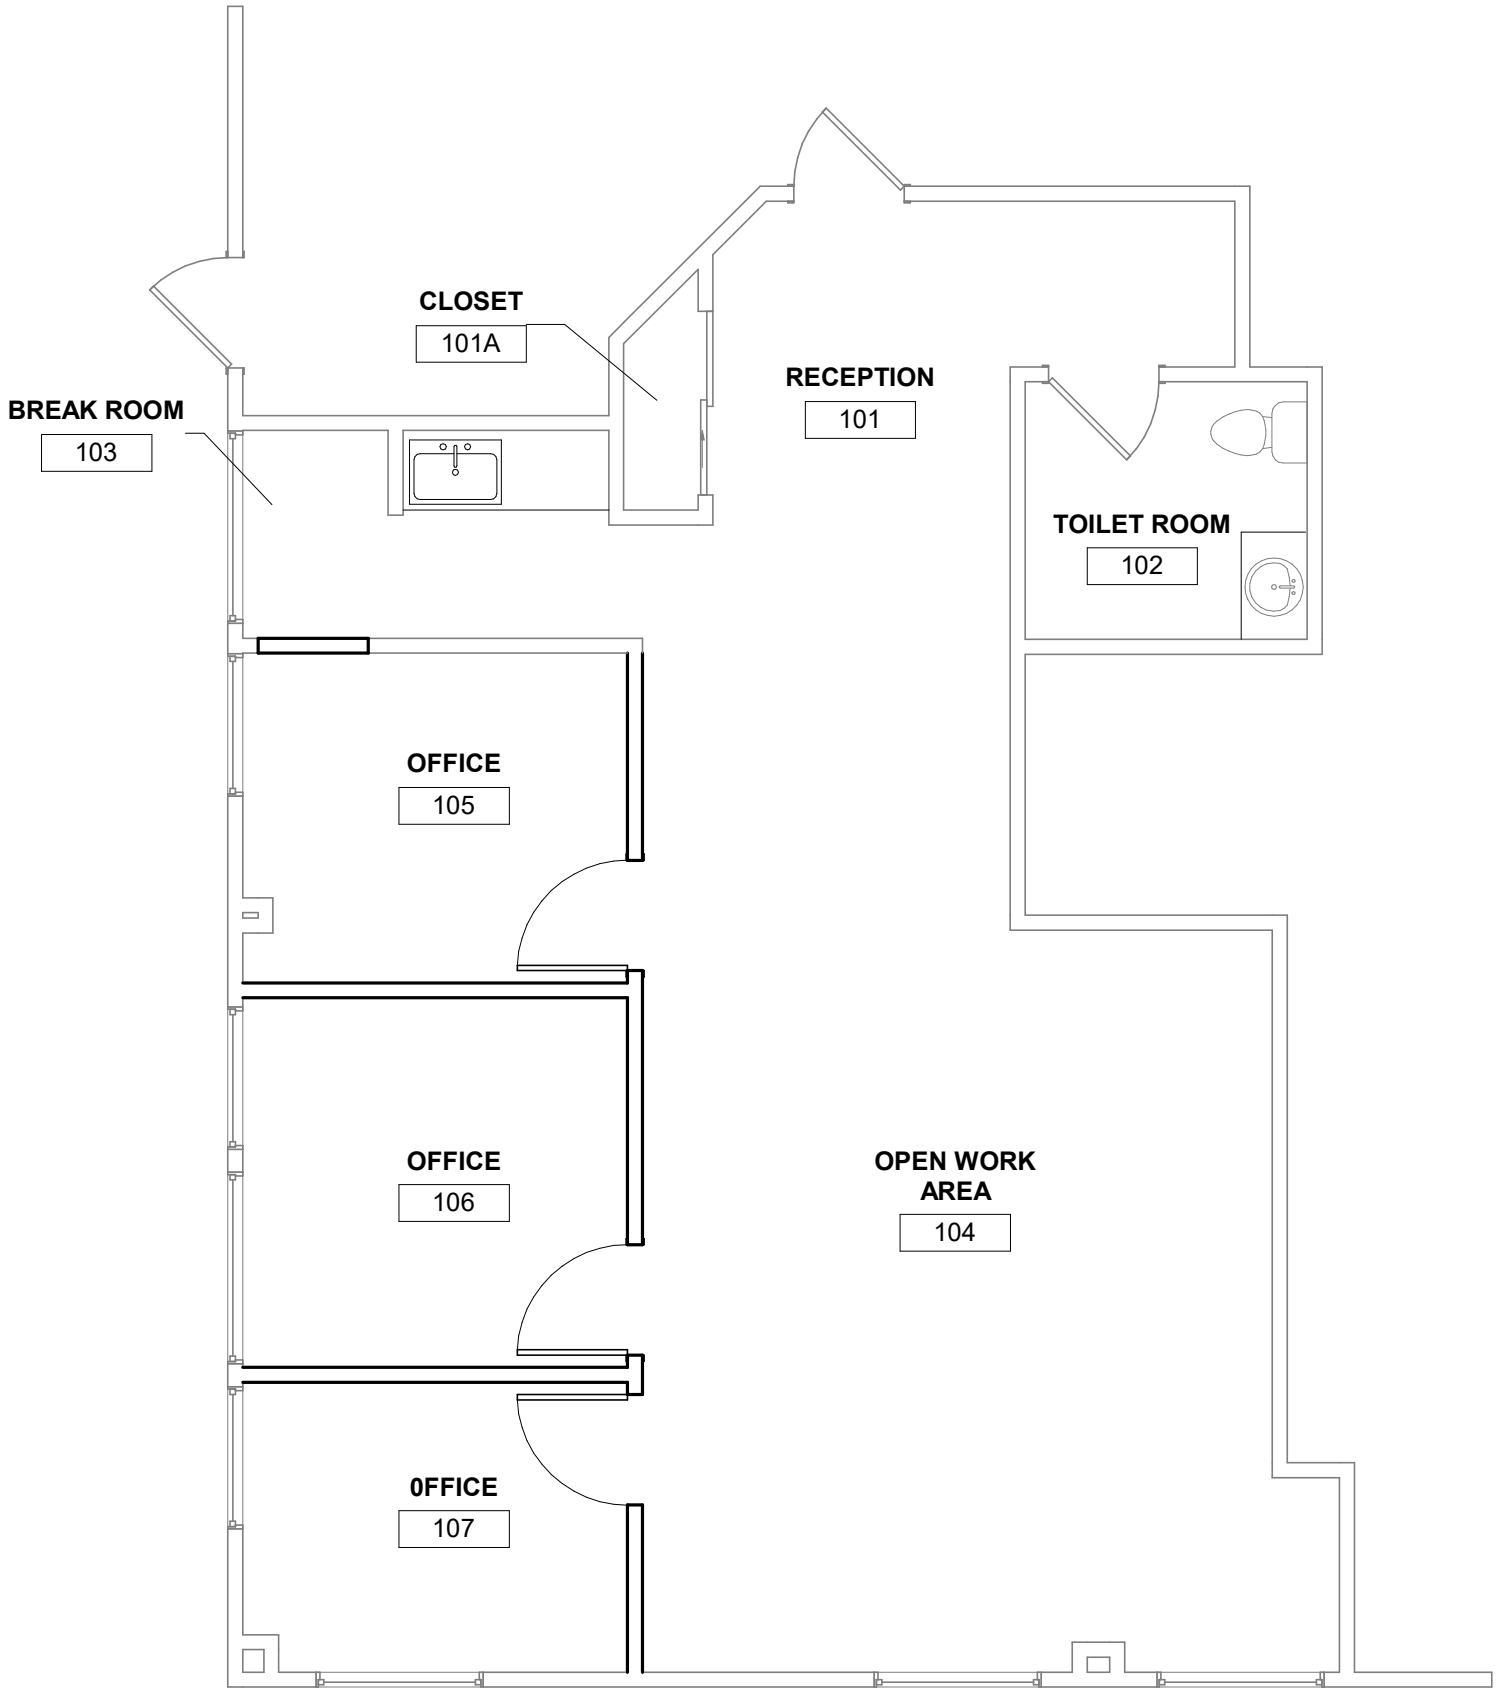 CLOSET
101A
RECEPTION
101
BREAK ROOM
103
TOILET ROOM
102
OFFICE
105
OFFICE
106
OPEN WORK
AREA
104
0FFICE
107